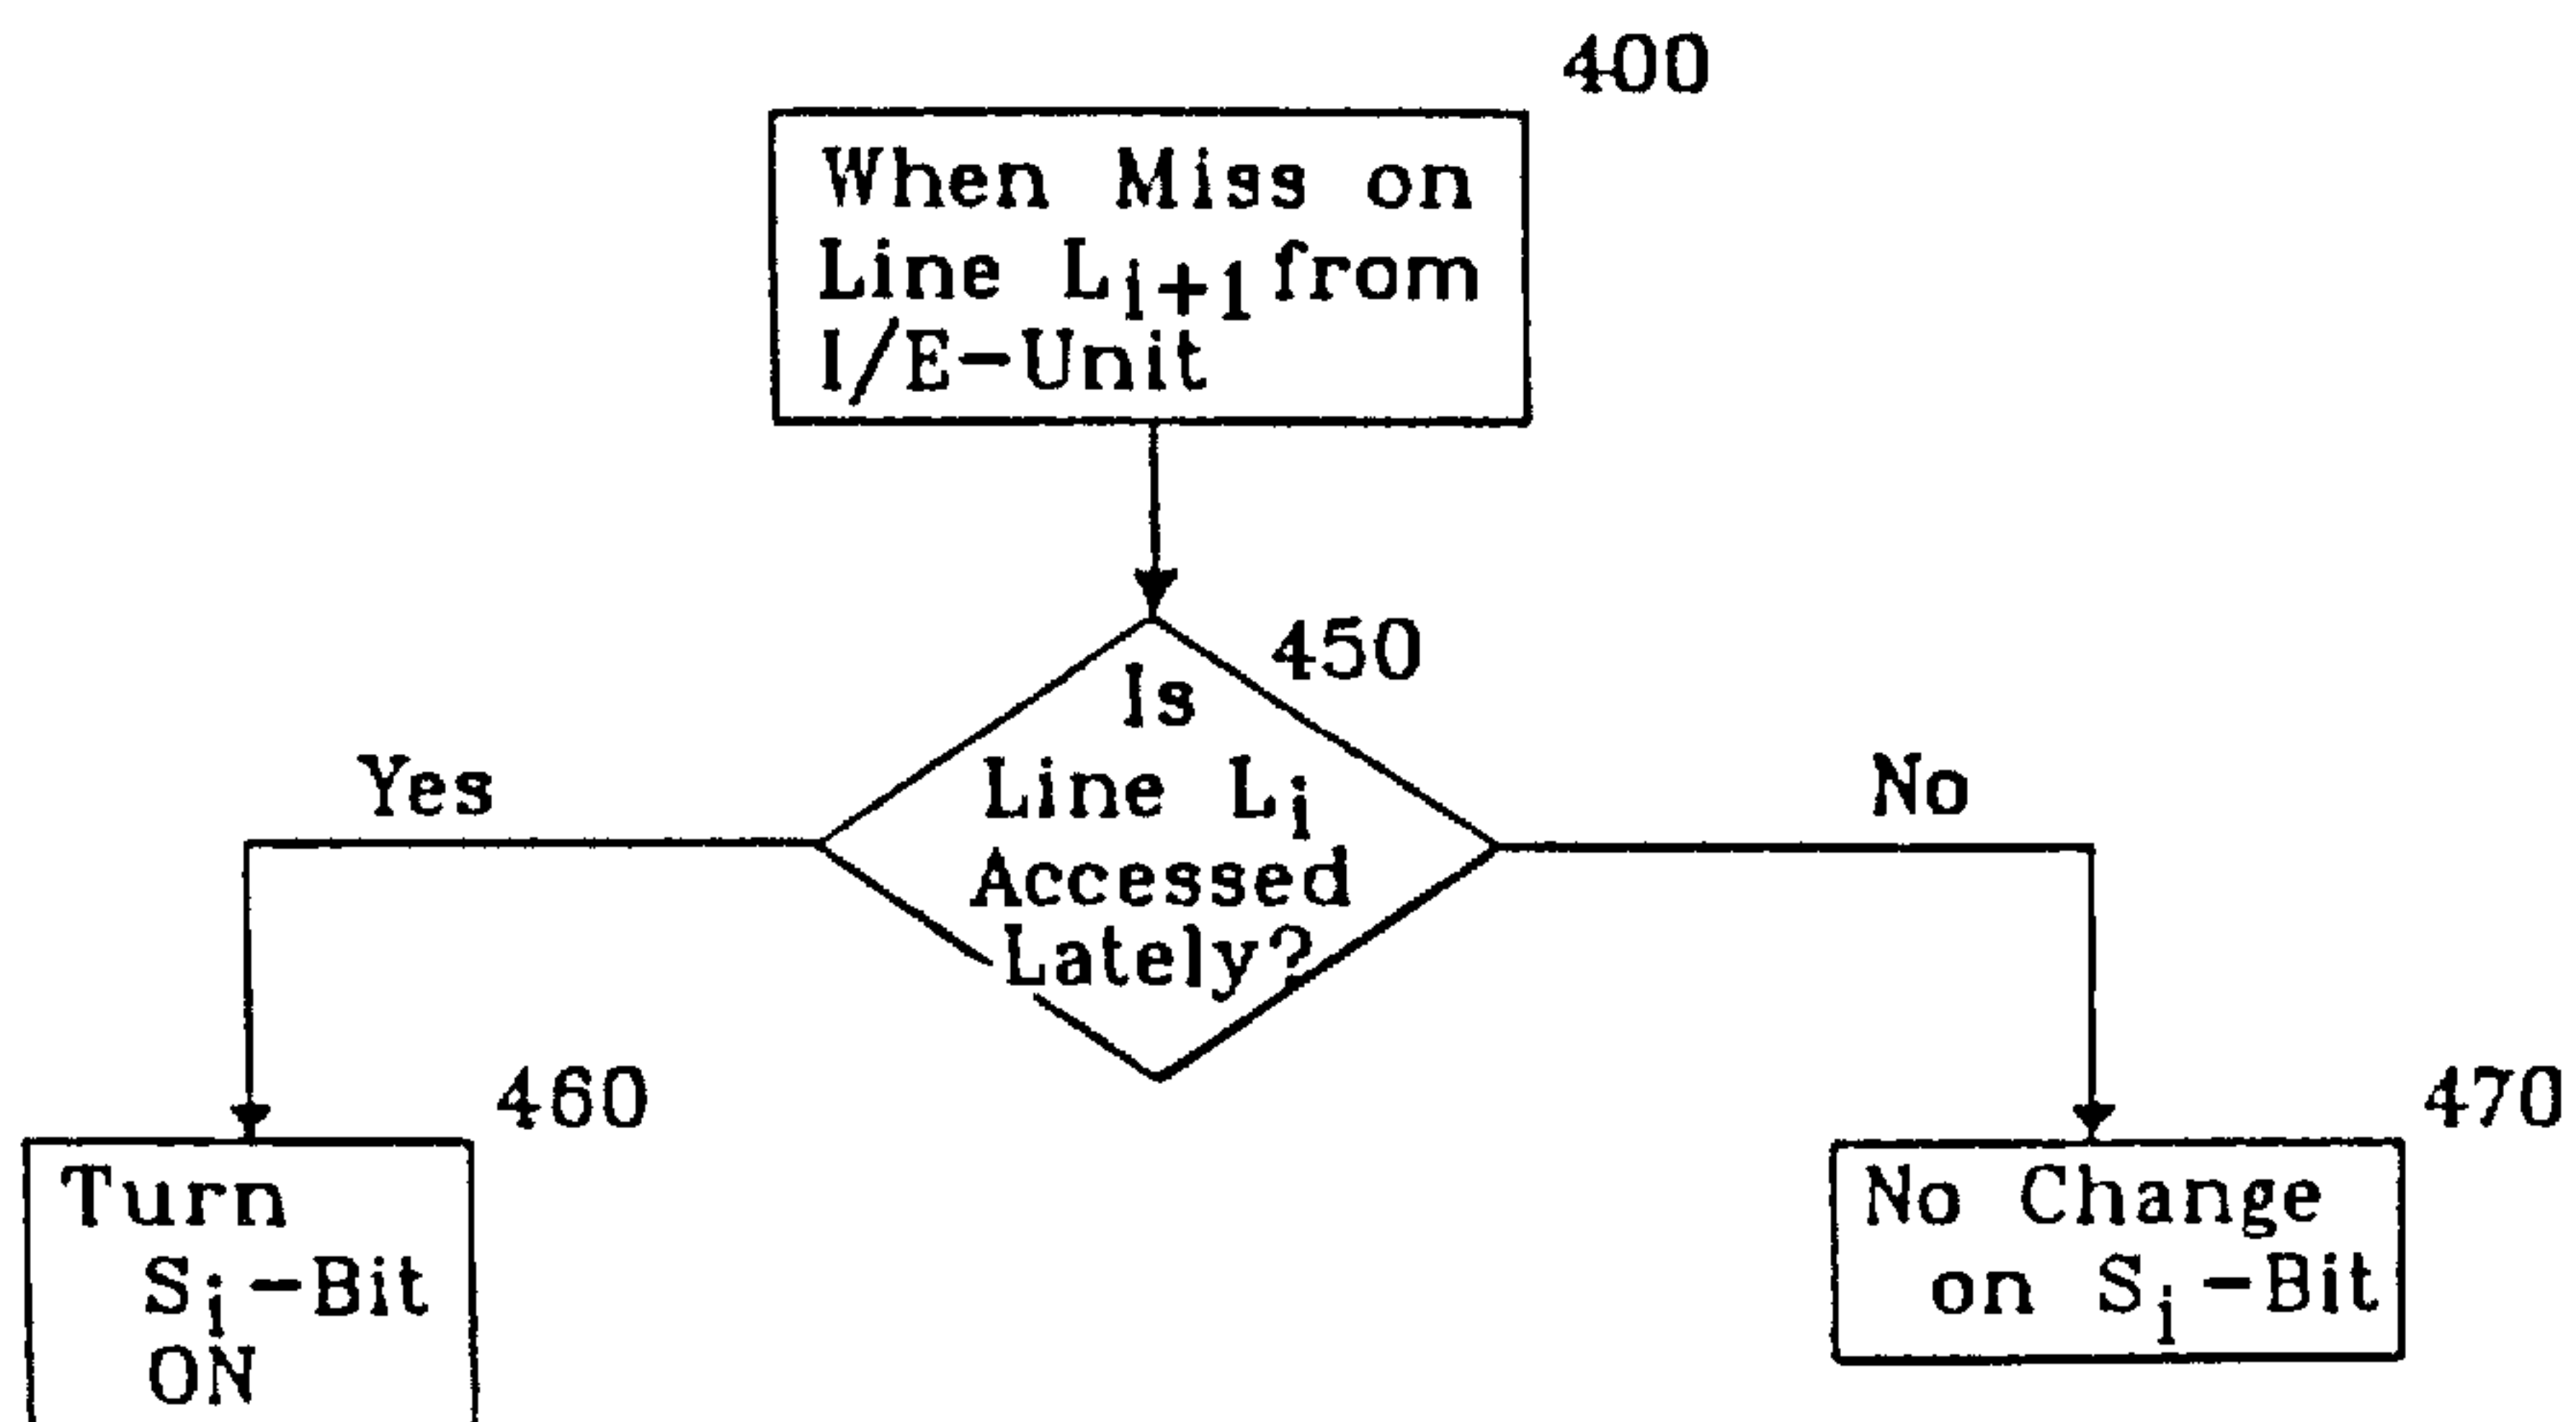 400
When Miss on
Line Li+1 from
I/E-Unit
450
Is
Line Li
Accessed
Lately?
Yes
No
460
Turn
Si-Bit
ON
470
No Change
on Si-Bit